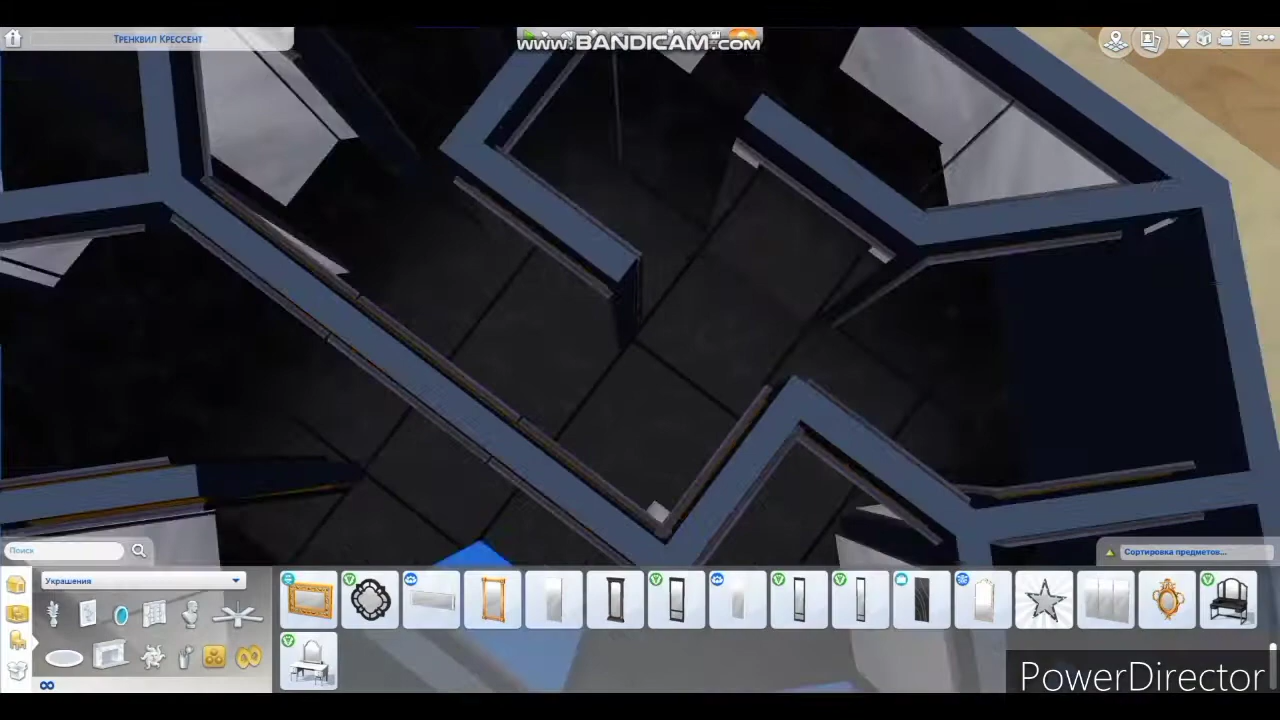 Тренквил Крессент
www.BANDICAM.com
Поиск
Украшения
Сортировка предметов...
PowerDirector